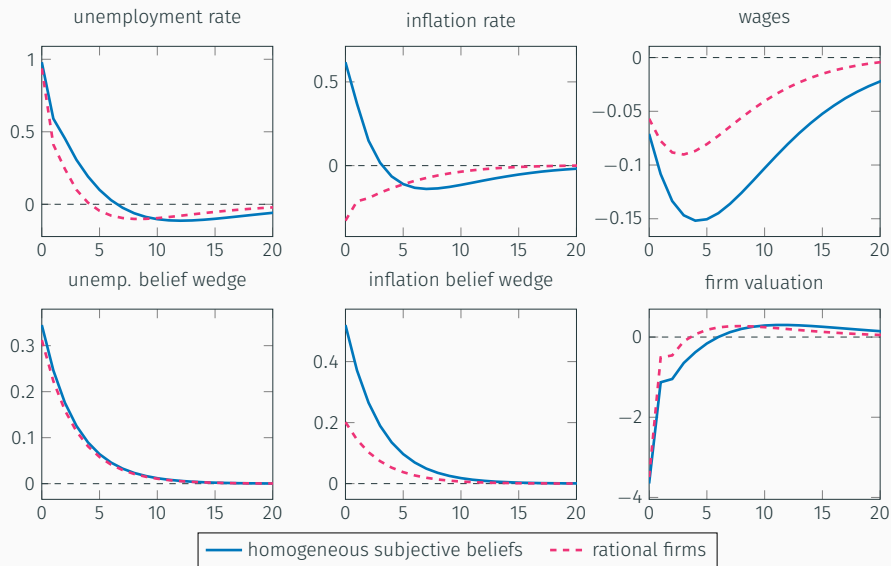 unemployment rate
inflation rate
wages
1
0.5
0
0 5 10 15 20
0.5
0
0 5 10 15 20
0
−0.05
−0.1
−0.15
0 5 10 15 20
unemp. belief wedge
inflation belief wedge
firm valuation
0.3
0.2
0.1
0
0 5 10 15 20
0.4
0.2
0
0 5 10 15 20
0
−2
−4
0 5 10 15 20
homogeneous subjective beliefs
rational firms